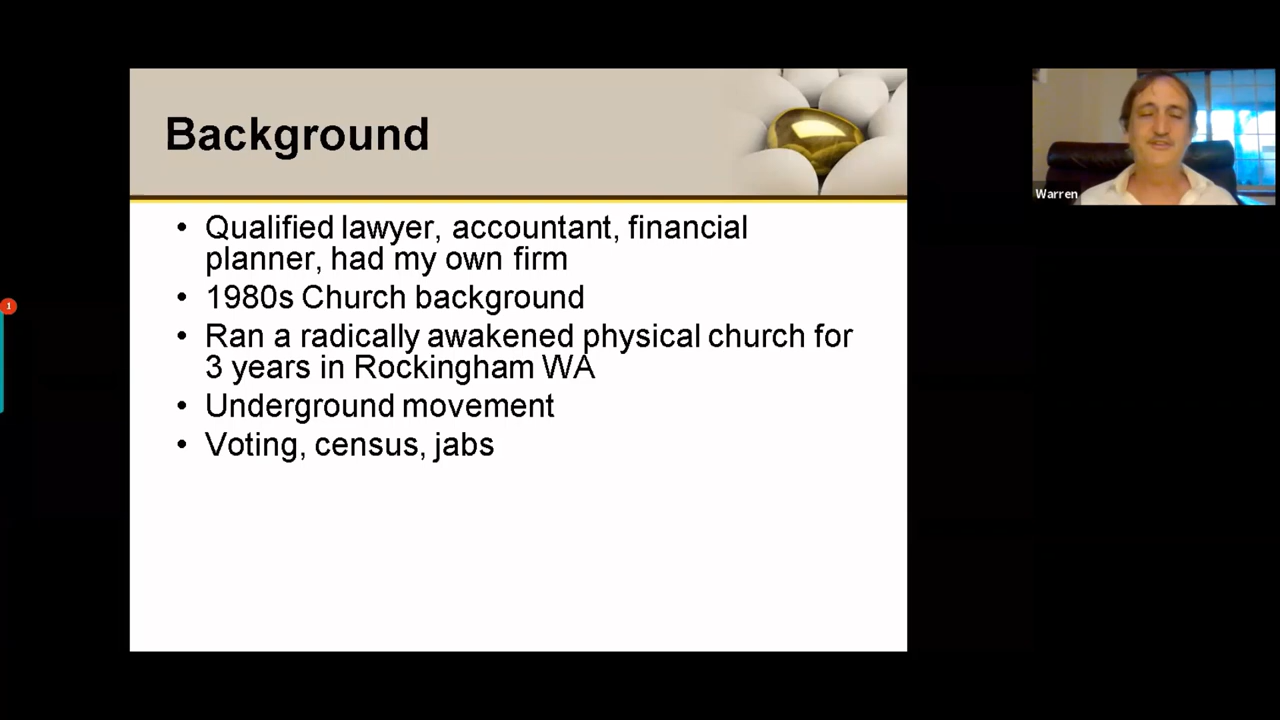 Background
• Qualified lawyer, accountant, financial
planner, had my own firm
• 1980s Church background
• Ran a radically awakened physical church for
3 years in Rockingham WA
• Underground movement
• Voting, census, jabs
Warren
1